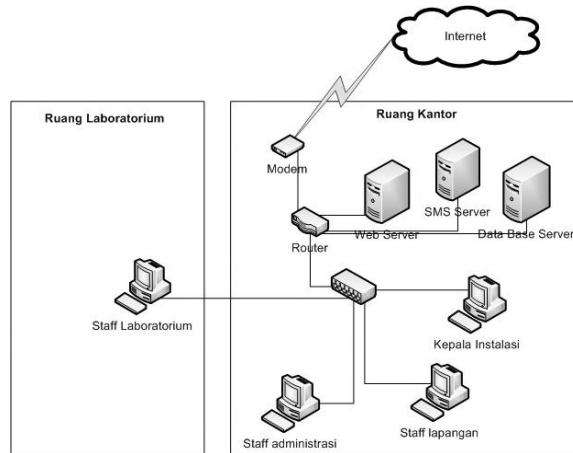 Internet
Ruang Laboratorium
Ruang Kantor
Modem
SMS Server
Web Server
Data Base Server
Router
Staff Laboratorium
Kepala Instalasi
Staff administrasi
Staff lapangan